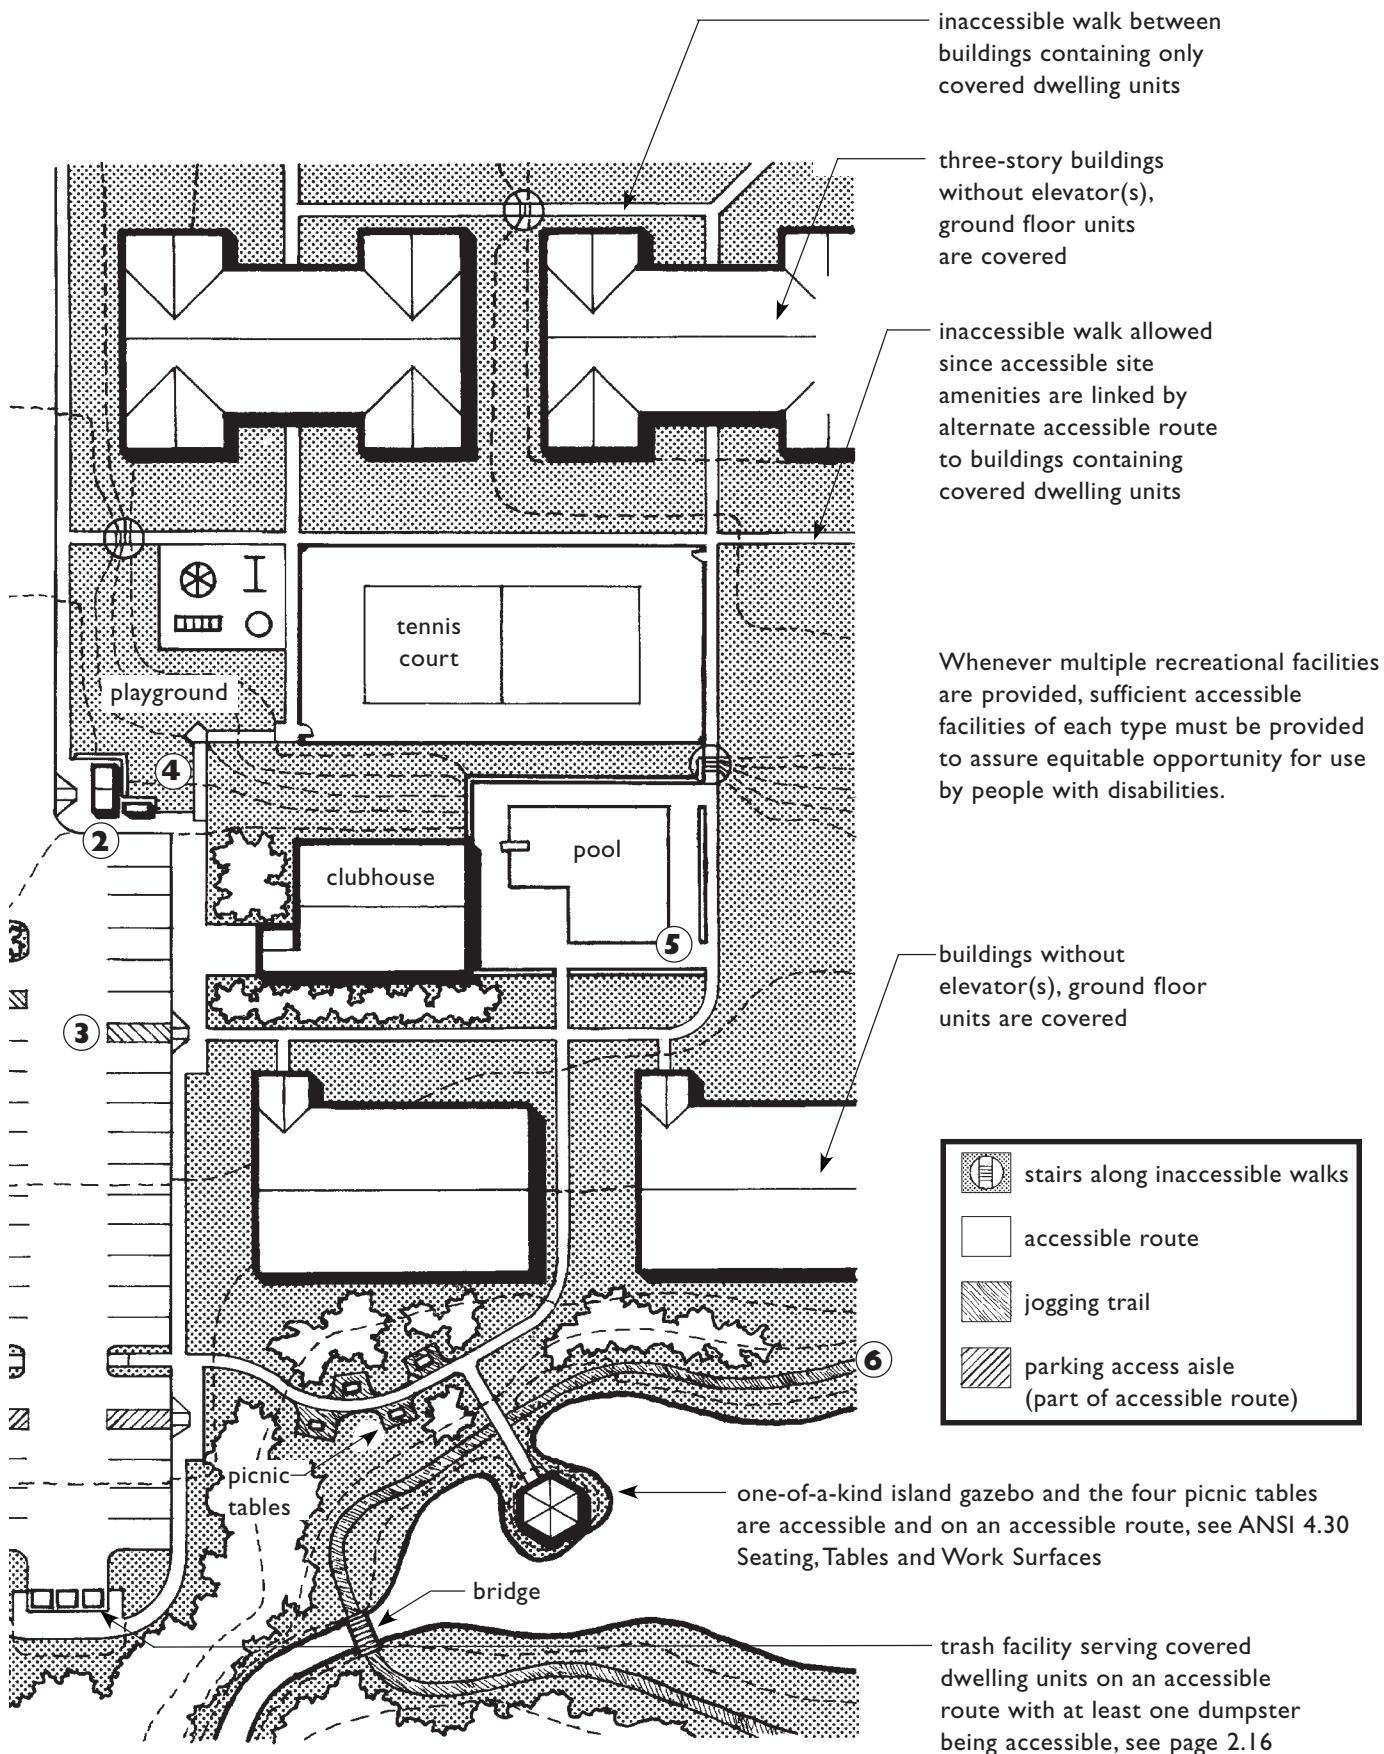 inaccessible walk between
buildings containing only
covered dwelling units
three-story buildings
without elevator(s),
ground floor units
are covered
inaccessible walk allowed
since accessible site
amenities are linked by
alternate accessible route
to buildings containing
covered dwelling units
tennis
court
playground
Whenever multiple recreational facilities
are provided, sufficient accessible
facilities of each type must be provided
to assure equitable opportunity for use
by people with disabilities.
4
2
pool
clubhouse
5
buildings without
elevator(s), ground floor
units are covered
3
stairs along inaccessible walks
accessible route
jogging trail
parking access aisle
(part of accessible route)
6
picnic
tables
one-of-a-kind island gazebo and the four picnic tables
are accessible and on an accessible route, see ANSI 4.30
Seating, Tables and Work Surfaces
bridge
trash facility serving covered
dwelling units on an accessible
route with at least one dumpster
being accessible, see page 2.16